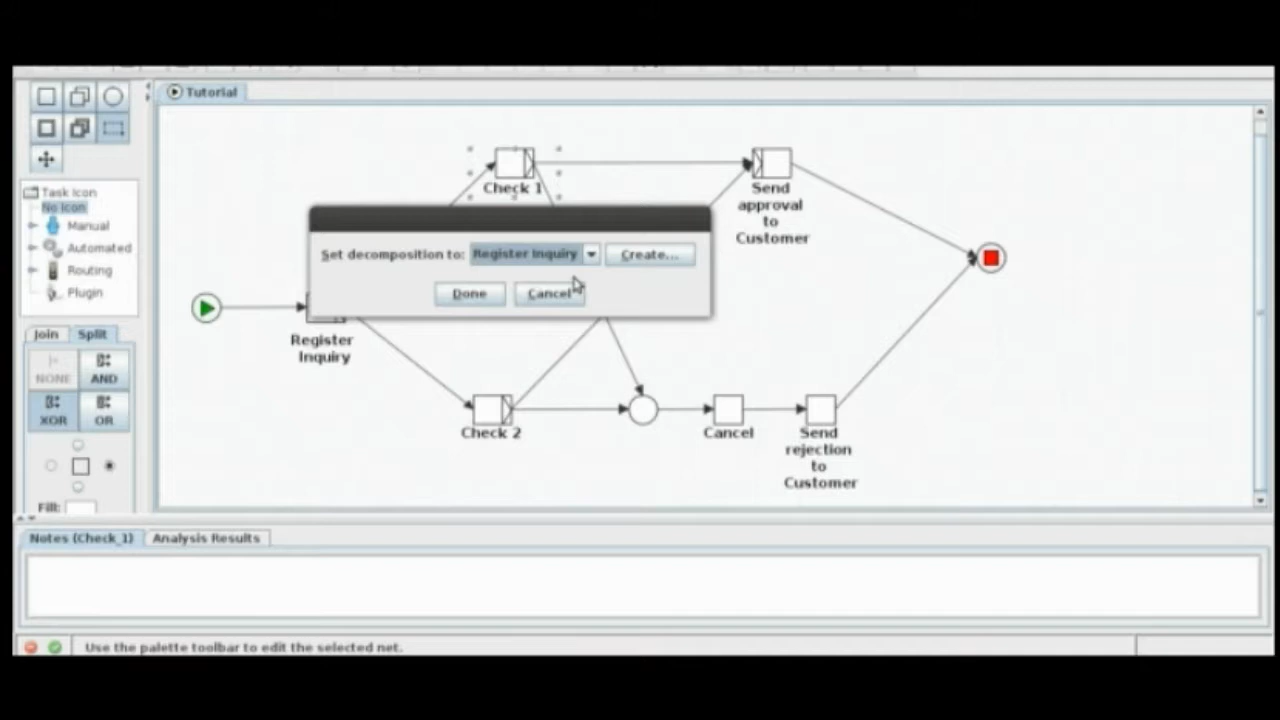 Tutorial
Task Icon
No Icon
Manual
Automated
Routing
Plugin
Join Split
NONE AND
XOR OR
Fill:
Check 1
Send
approval
to
Customer
Set decomposition to: Register Inquiry Create...
Done Cancel
Register
Inquiry
Check 2
Cancel
Send
rejection
to
Customer
Notes (Check_1) Analysis Results
Use the palette toolbar to edit the selected net.